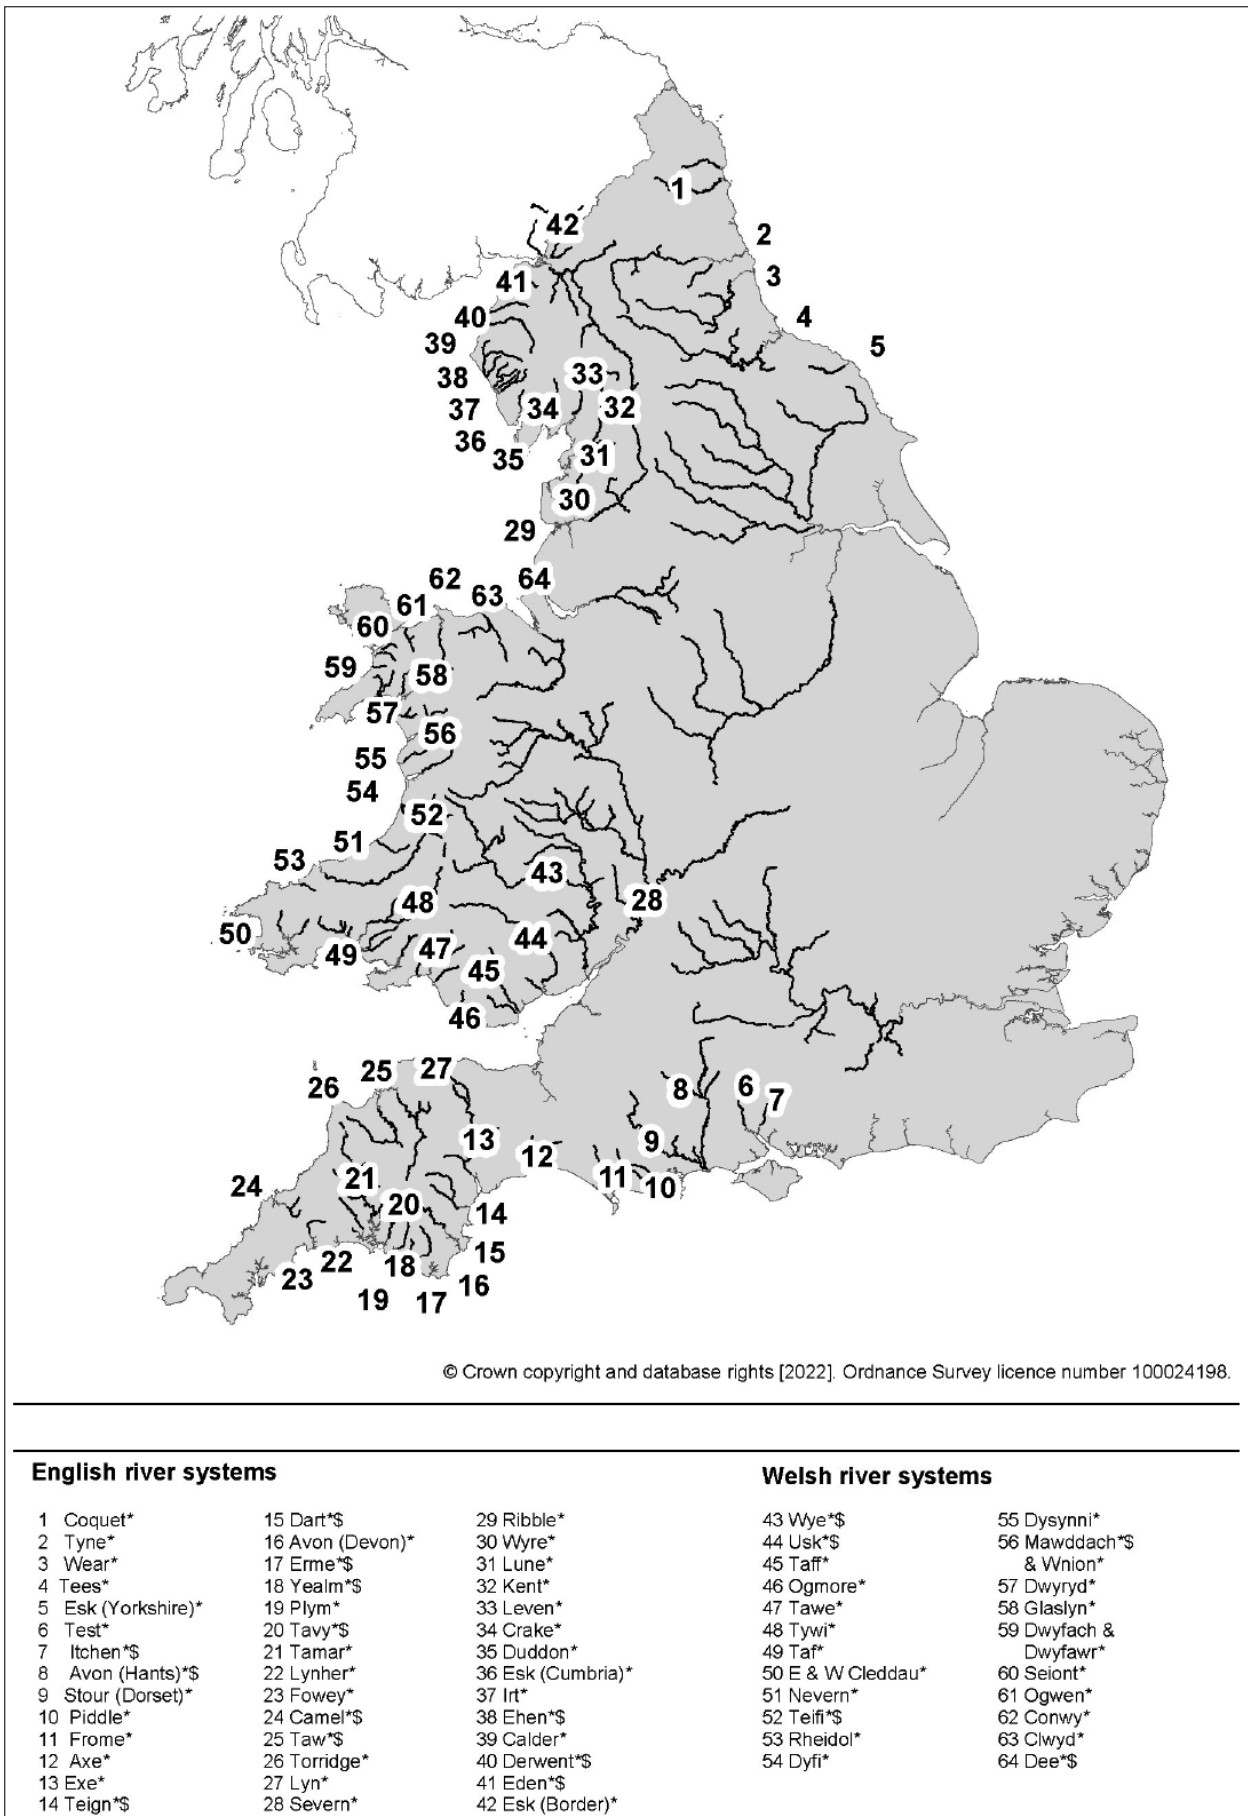 1
42
2
3
41
40
4
39
5
33
38
32
34
37
36
31
35
30
29
62
64
61
63
60
59
58
57
56
55
54
52
51
53
43
48
28
50
44
47
49
45
46
25
27
26
8
6
7
13
9
12
21
11
10
24
20
14
15
22
18
23
16
19
17
© Crown copyright and database rights [2022]. Ordnance Survey licence number 100024198.
English river systems
1 Coquet*
2 Tyne*
3 Wear*
4 Tees*
5 Esk (Yorkshire)*
6 Test*
7 Itchen*$
8 Avon (Hants)*$
9 Stour (Dorset)*
10 Piddle*
11 Frome*
12 Axe*
13 Exe*
14 Teign*$
15 Dart*$
16 Avon (Devon)*
17 Erme*$
18 Yealm*$
19 Plym*
20 Tavy*$
21 Tamar*
22 Lynher*
23 Fowey*
24 Camel*$
25 Taw*$
26 Torridge*
27 Lyn*
28 Severn*
29 Ribble*
30 Wyre*
31 Lune*
32 Kent*
33 Leven*
34 Crake*
35 Duddon*
36 Esk (Cumbria)*
37 Irt*
38 Ehen*$
39 Calder*
40 Derwent*$
41 Eden*$
42 Esk (Border)*
Welsh river systems
43 Wye*$
44 Usk*$
45 Taff*
46 Ogmore*
47 Tawe*
48 Tywi*
49 Taf*
50 E & W Cleddau*
51 Nevern*
52 Teifi*$
53 Rheidol*
54 Dyfi*
55 Dysynni*
56 Mawddach*$
& Wnion*
57 Dwyryd*
58 Glaslyn*
59 Dwyfach &
Dwyfawr*
60 Seiont*
61 Ogwen*
62 Conwy*
63 Clwyd*
64 Dee*$